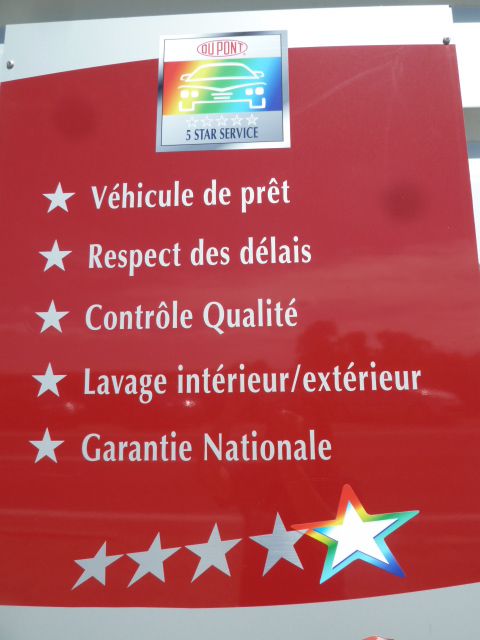 DU PONT
5 STAR SERVICE
Véhicule de prêt
Respect des délais
Contrôle Qualité
Lavage intérieur/extérieur
Garantie Nationale